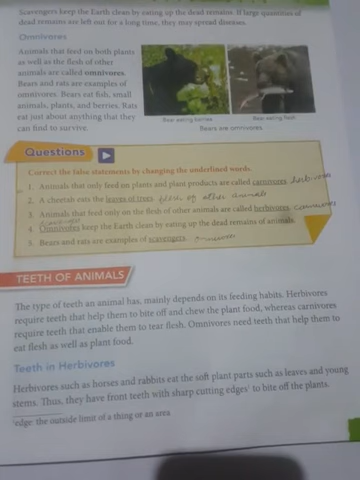 Scavengers keep the Earth clean by eating up the dead remains. If large quantities of
dead remains are left out for a long time, they may spread diseases.
Omnivores
Animals that feed on both plants
as well as the flesh of other
animals are called omnivores.
Bears and rats are examples of
omnivores. Bears eat fish, small
animals, plants, and berries. Rats
eat just about anything that they
can find to survive.
Bear eating berries
Bear eating fish
Bears are omnivores
Questions
Correct the false statements by changing the underlined words.
1. Animals that only feed on plants and plant products are called carnivores. herbivores
2. A cheetah eats the leaves of trees. flesh of other animals
3. Animals that feed only on the flesh of other animals are called herbivores. carnivores
scavengers
4. Omnivores keep the Earth clean by eating up the dead remains of animals.
5. Bears and rats are examples of scavengers. omnivores
TEETH OF ANIMALS
The type of teeth an animal has, mainly depends on its feeding habits. Herbivores
require teeth that help them to bite off and chew the plant food, whereas carnivores
require teeth that enable them to tear flesh. Omnivores need teeth that help them to
eat flesh as well as plant food.
Teeth in Herbivores
Herbivores such as horses and rabbits eat the soft plant parts such as leaves and young
stems. Thus, they have front teeth with sharp cutting edges¹ to bite off the plants.
¹edge: the outside limit of a thing or an area